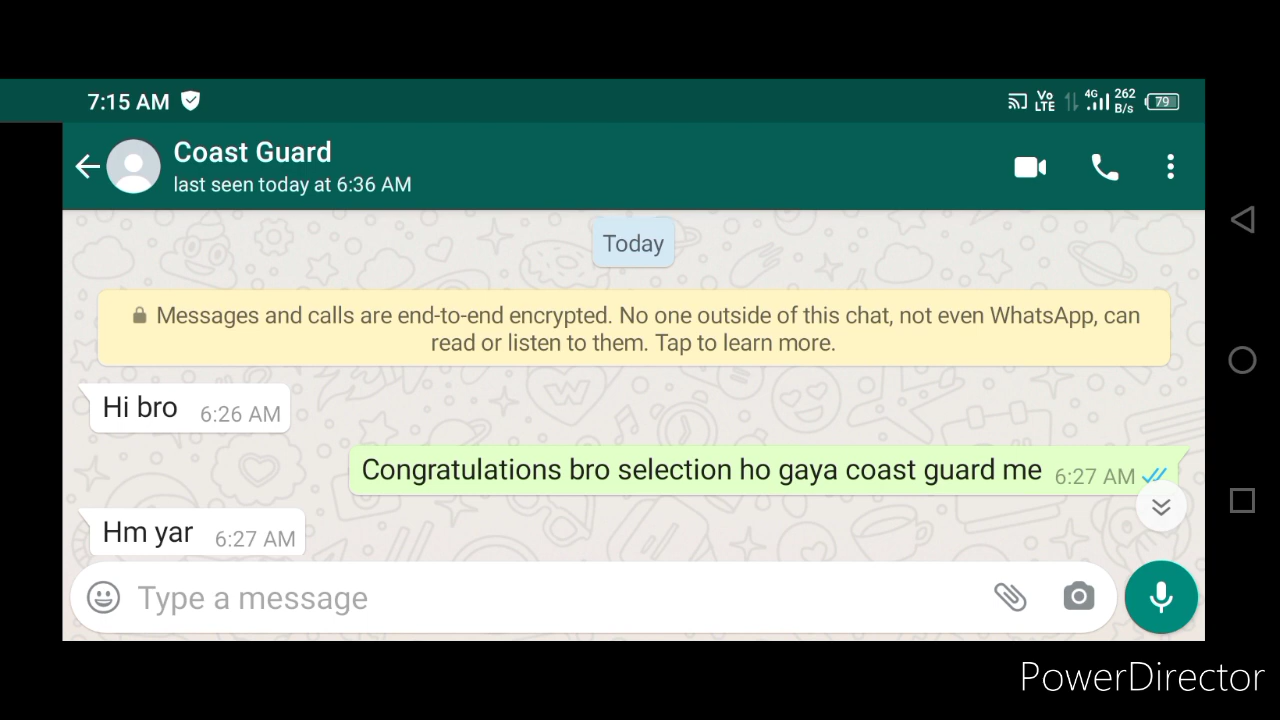 7:15 AM
Vo LTE 4G 262 B/s 79
Coast Guard
last seen today at 6:36 AM
Today
Messages and calls are end-to-end encrypted. No one outside of this chat, not even WhatsApp, can
read or listen to them. Tap to learn more.
Hi bro 6:26 AM
Congratulations bro selection ho gaya coast guard me 6:27 AM
Hm yar 6:27 AM
Type a message
PowerDirector